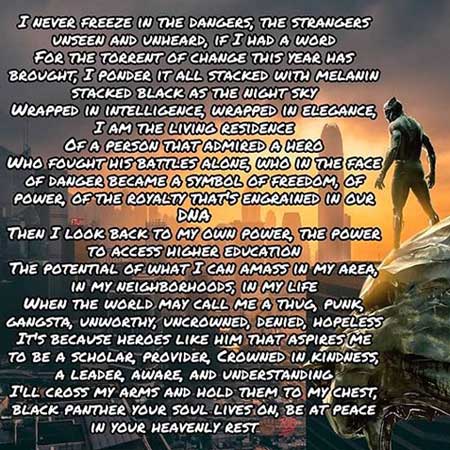 I never freeze in the dangers, the strangers
unseen and unheard, if I had a word
For the torrent of change this year has
brought, I ponder it all stacked with melanin
stacked black as the night sky
Wrapped in intelligence, wrapped in elegance,
I am the living residence
Of a person that admired a hero
Who fought his battles alone, who in the face
of danger became a symbol of freedom, of
power, of the royalty that's engrained in our
DNA
Then I look back to my own power, the power
to access higher education
The potential of what I can amass in my area,
in my neighborhoods, in my life
When the world may call me a thug, punk,
gangsta, unworthy, uncrowned, denied, hopeless
It's because heroes like him that aspires me
to be a scholar, provider, Crowned in kindness,
a leader, aware, and understanding
I'll cross my arms and hold them to my chest,
black panther your soul lives on, be at peace
in your heavenly rest